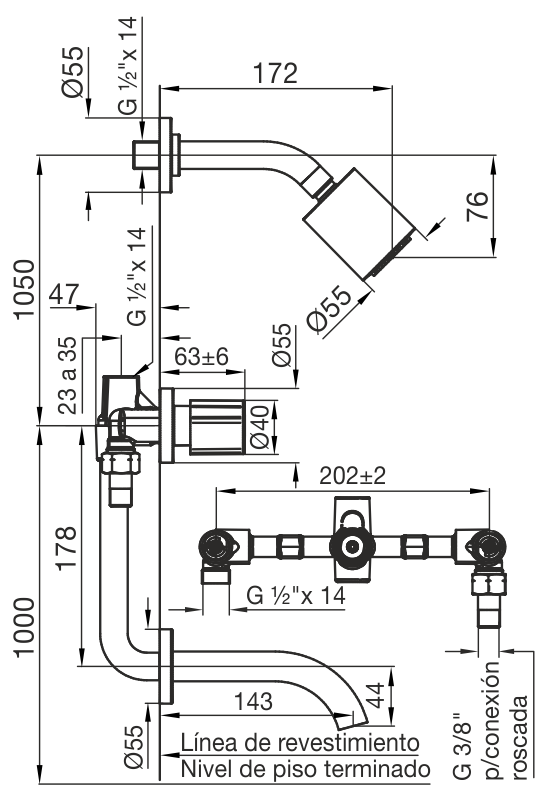 Ø55
G ½"x 14
172
76
1050
47
G ½"x 14
Ø55
23 a 35
63±6
Ø55
Ø40
202±2
178
G ½"x 14
1000
143
44
Ø55
Línea de revestimiento
Nivel de piso terminado
G 3/8"
p/conexión
roscada